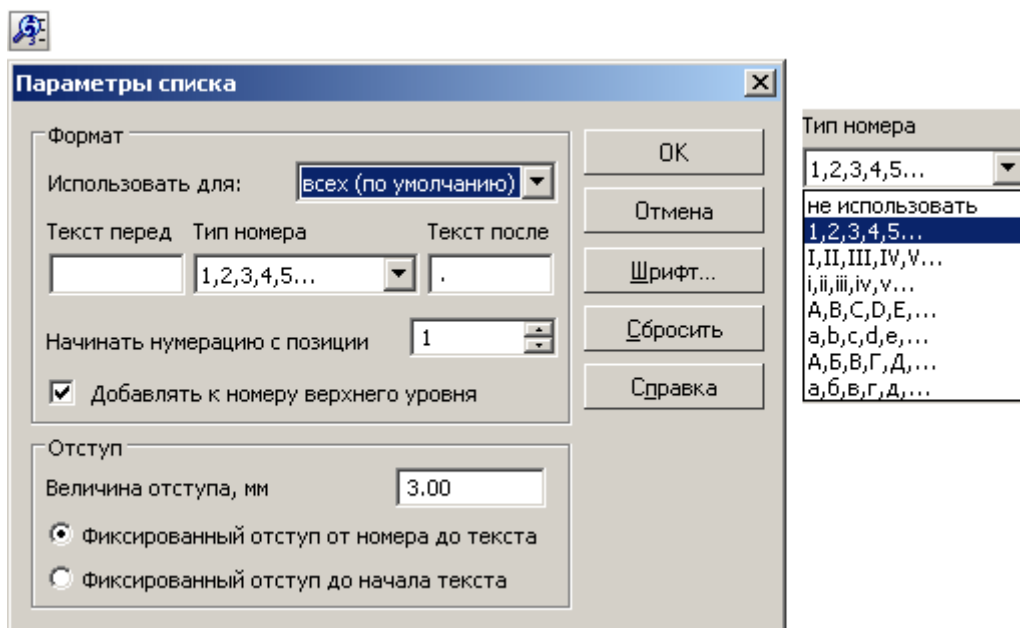 Параметры списка
Формат
Использовать для: всех (по умолчанию)
Текст перед Тип номера Текст после
1,2,3,4,5... .
Начинать нумерацию с позиции 1
Добавлять к номеру верхнего уровня
Отступ
Величина отступа, мм 3.00
Фиксированный отступ от номера до текста
Фиксированный отступ до начала текста
OK
Отмена
Шрифт...
Сбросить
Справка
Тип номера
1,2,3,4,5...
не использовать
1,2,3,4,5...
I,II,III,IV,V...
i,ii,iii,iv,v...
A,B,C,D,E,...
a,b,c,d,e,...
А,Б,В,Г,Д,...
а,б,в,г,д,...